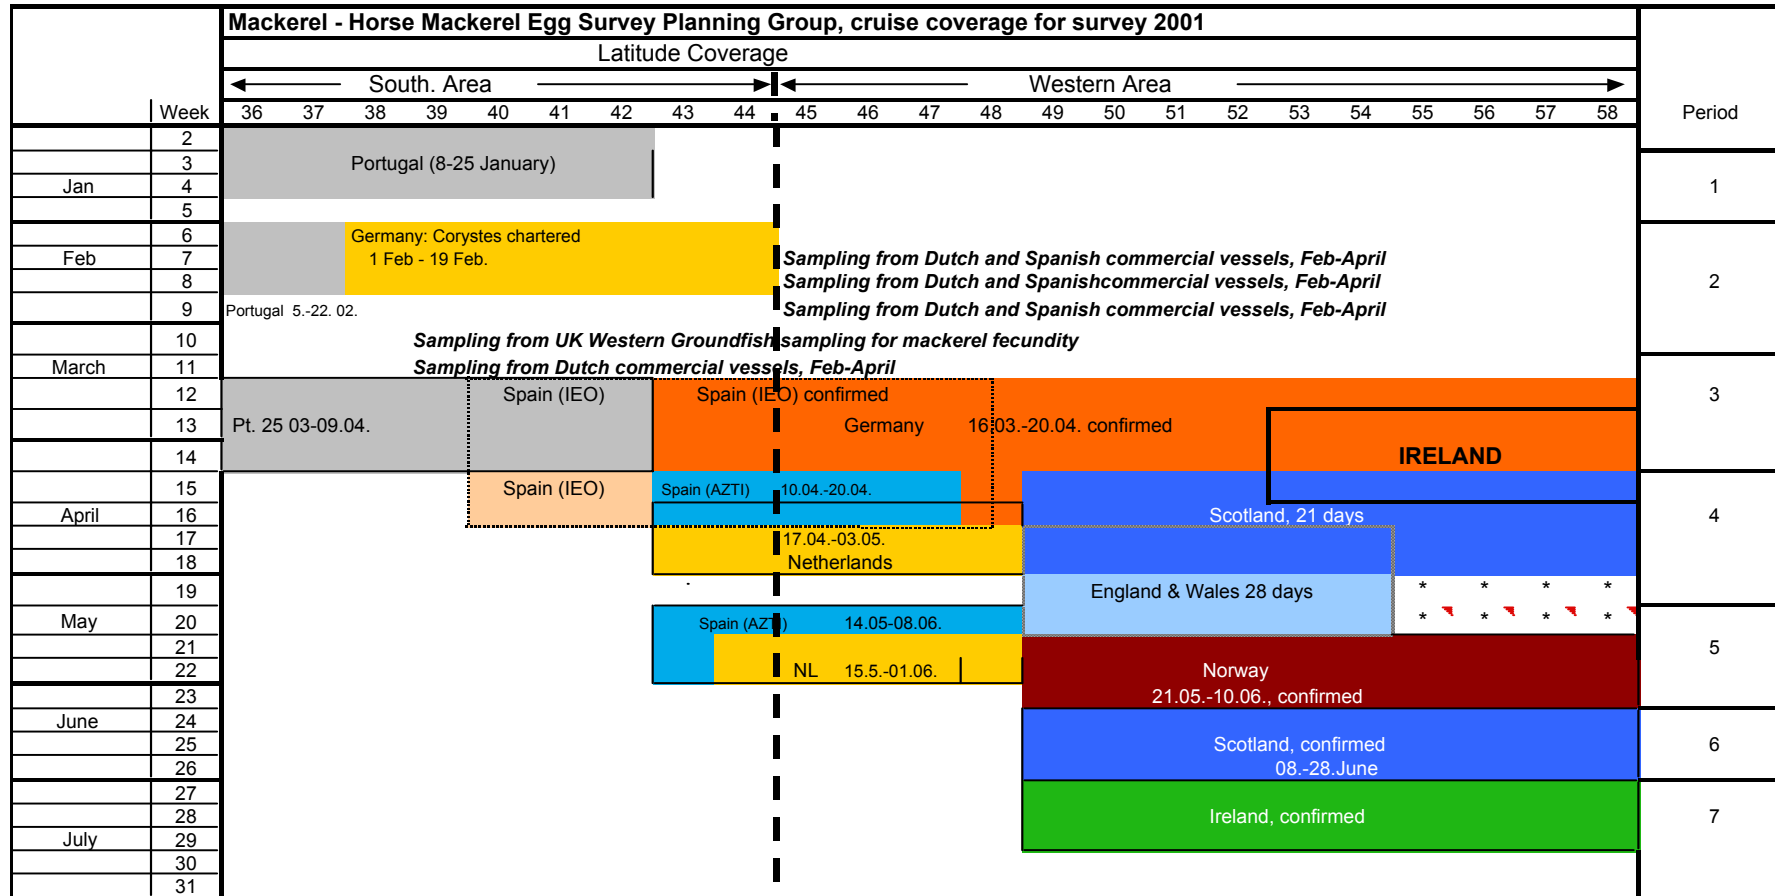 Mackerel - Horse Mackerel Egg Survey Planning Group, cruise coverage for survey 2001
Latitude Coverage
South. Area Western Area
Week 36 37 38 39 40 41 42 43 44 45 46 47 48 49 50 51 52 53 54 55 56 57 58 Period
2
3 Portugal (8-25 January)
Jan 4 1
5
6 Germany: Corystes chartered
Feb 7 1 Feb - 19 Feb. Sampling from Dutch and Spanish commercial vessels, Feb-April
8 Sampling from Dutch and Spanishcommercial vessels, Feb-April 2
9 Portugal 5.-22. 02. Sampling from Dutch and Spanish commercial vessels, Feb-April
10 Sampling from UK Western Groundfish sampling for mackerel fecundity
March 11 Sampling from Dutch commercial vessels, Feb-April
12 Spain (IEO) Spain (IEO) confirmed 3
13 Pt. 25 03-09.04. Germany 16.03.-20.04. confirmed
14 IRELAND
15 Spain (IEO) Spain (AZTI) 10.04.-20.04.
April 16 Scotland, 21 days 4
17 17.04.-03.05.
18 Netherlands
19 . England & Wales 28 days * * * *
May 20 Spain (AZTI) 14.05-08.06. * * * *
21 5
22 NL 15.5.-01.06. Norway
23 21.05.-10.06., confirmed
June 24
25 Scotland, confirmed 6
26 08.-28.June
27
28 Ireland, confirmed 7
July 29
30
31